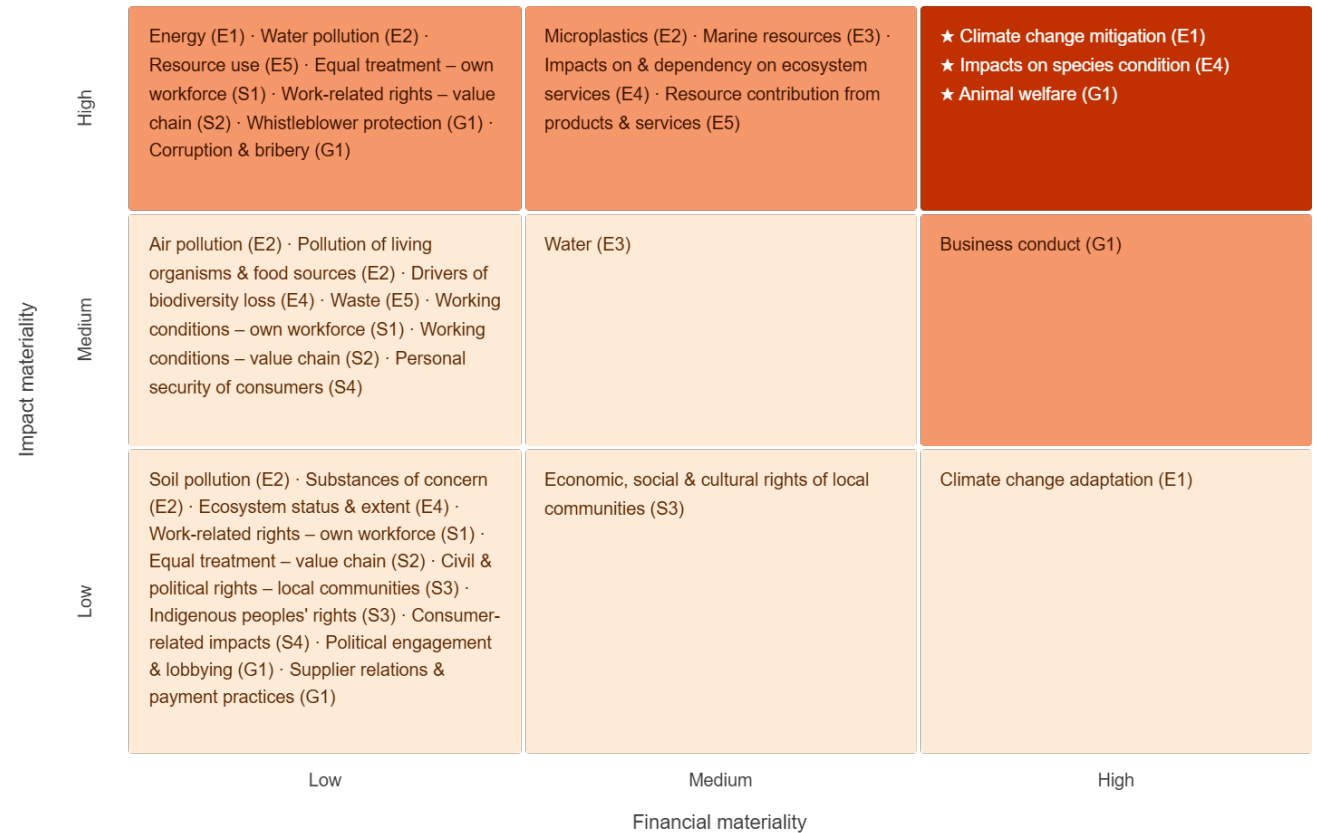 Energy (E1) · Water pollution (E2) ·
Resource use (E5) · Equal treatment – own
workforce (S1) · Work-related rights – value
chain (S2) · Whistleblower protection (G1) ·
Corruption & bribery (G1)
Microplastics (E2) · Marine resources (E3) ·
Impacts on & dependency on ecosystem
services (E4) · Resource contribution from
products & services (E5)
★ Climate change mitigation (E1)
★ Impacts on species condition (E4)
★ Animal welfare (G1)
High
Air pollution (E2) · Pollution of living
organisms & food sources (E2) · Drivers of
biodiversity loss (E4) · Waste (E5) · Working
conditions – own workforce (S1) · Working
conditions – value chain (S2) · Personal
security of consumers (S4)
Water (E3)
Business conduct (G1)
Medium
Impact materiality
Soil pollution (E2) · Substances of concern
(E2) · Ecosystem status & extent (E4) ·
Work-related rights – own workforce (S1) ·
Equal treatment – value chain (S2) · Civil &
political rights – local communities (S3) ·
Indigenous peoples' rights (S3) · Consumer-
related impacts (S4) · Political engagement
& lobbying (G1) · Supplier relations &
payment practices (G1)
Economic, social & cultural rights of local
communities (S3)
Climate change adaptation (E1)
Low
Low
Medium
High
Financial materiality